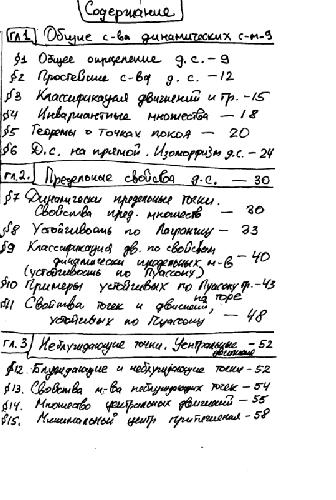 Содержание
Гл.1 Общие с-ва динамических с-м-9
§1 Общее определение д.с.-9
§2 Простейшие с-ва д.с. -12
§3 Классификация движений и тр. -15
§4 Инвариантные множества -18
§5 Теоремы о точках покоя - 20
§6 Д.с. на прямой. Изоморфизм д.с. -24
Гл.2. Предельные свойства д.с. - 30
§7 Динамически предельные точки.
Свойства пред. множеств - 30
§8 Устойчивость по Лагранжу - 33
§9 Классификация дв. по свойствам
динамически предельных м-в - 40
(устойчивость по Пуассону)
§10 Примеры устойчивых по Пуассону тр. -43
на торе
§11 Свойства точек и движений,
устойчивых по Пуассону - 48
Гл.3 Неблуждающие точки. Центральные движения -52
§12 Блуждающие и неблуждающие точки -52
§13. Свойства м-ва неблуждающих точек -54
§14. Множество центральных движений -55
§15. Минимальный центр притяжения -58